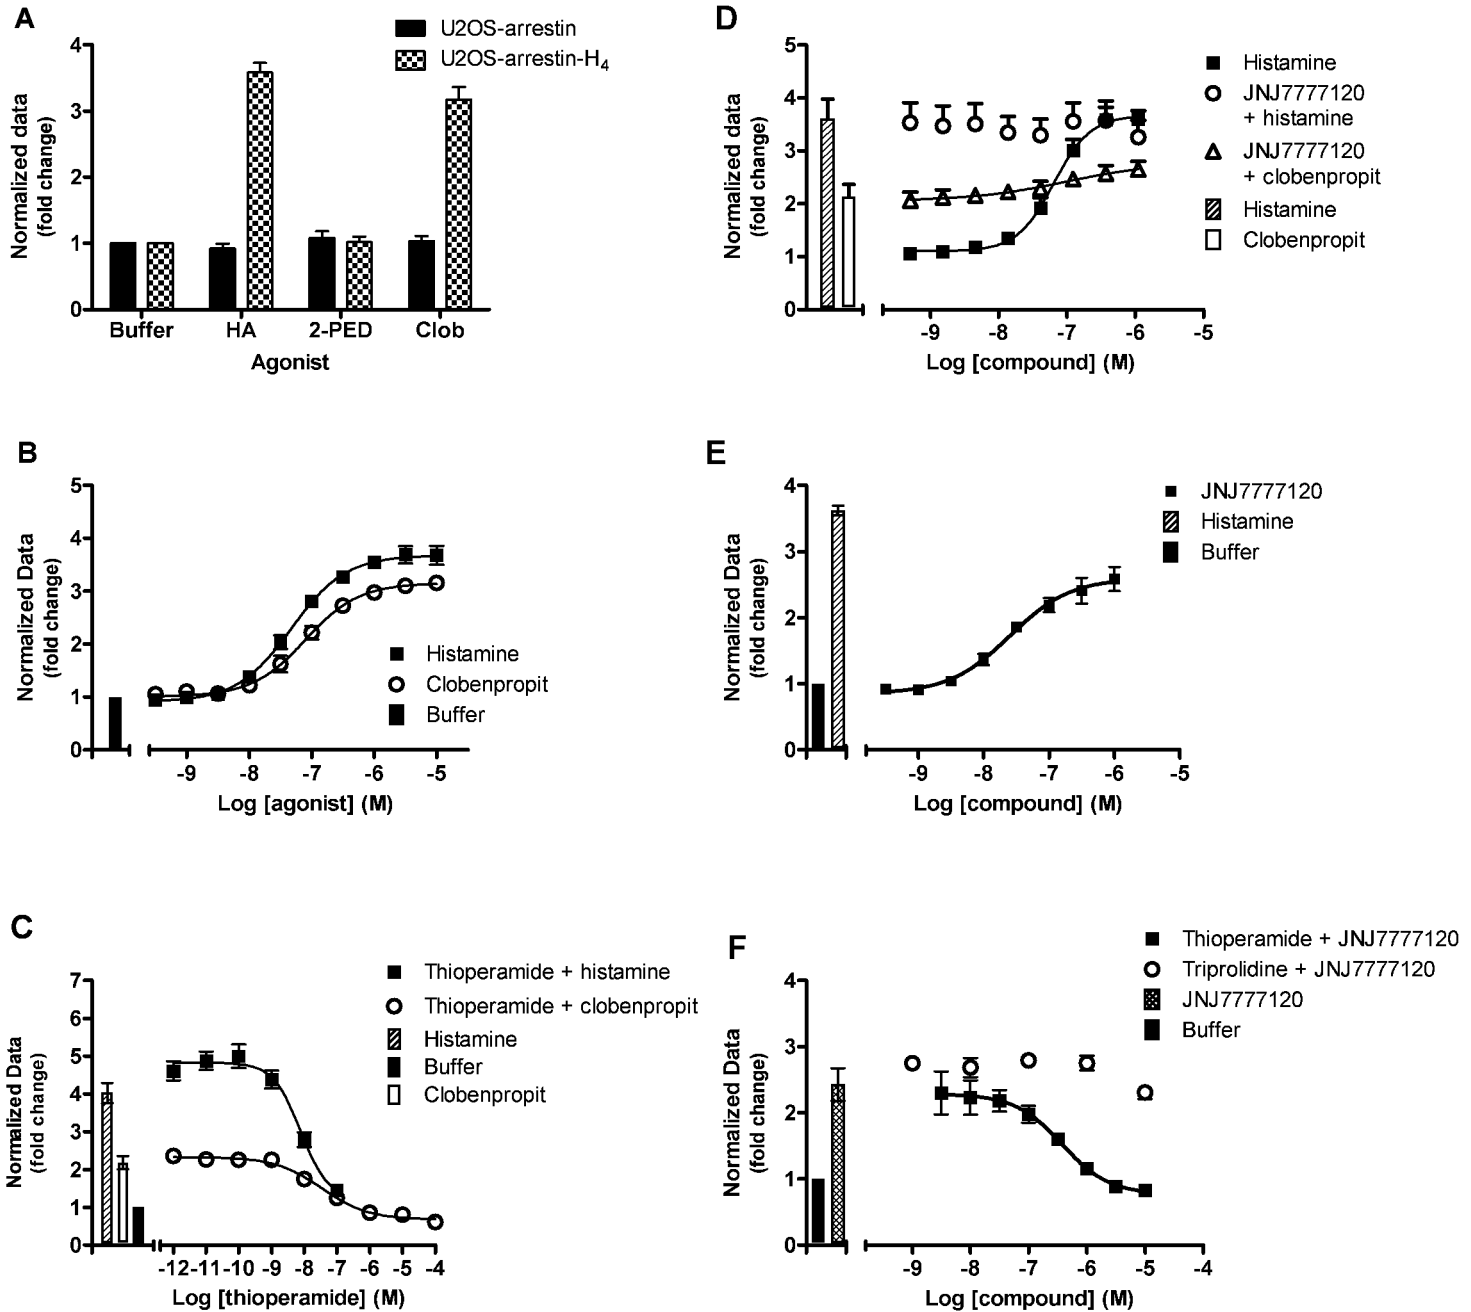 A
U2OS-arrestin
U2OS-arrestin-H4
Normalized data
(fold change)
4
3
2
1
0
Buffer HA 2-PED Clob
Agonist
B
Normalized Data
(fold change)
5
4
3
2
1
0
Histamine
Clobenpropit
Buffer
-9 -8 -7 -6 -5
Log [agonist] (M)
C
Thioperamide + histamine
Thioperamide + clobenpropit
Histamine
Buffer
Clobenpropit
Normalized Data
(fold change)
7
6
5
4
3
2
1
0
-12 -11 -10 -9 -8 -7 -6 -5 -4
Log [thioperamide] (M)
D
Normalized data
(fold change)
5
4
3
2
1
0
Histamine
JNJ7777120
+ histamine
JNJ7777120
+ clobenpropit
Histamine
Clobenpropit
-9 -8 -7 -6 -5
Log [compound] (M)
E
Normalized Data
(fold change)
4
3
2
1
0
JNJ7777120
Histamine
Buffer
-9 -8 -7 -6 -5
Log [compound] (M)
F
Thioperamide + JNJ7777120
Triprolidine + JNJ7777120
JNJ7777120
Buffer
Normalized Data
(fold change)
4
3
2
1
0
-9 -8 -7 -6 -5 -4
Log [compound] (M)